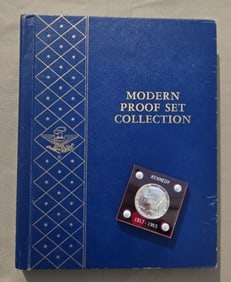 MODERN
PROOF SET
COLLECTION
KENNEDY
1917 - 1963